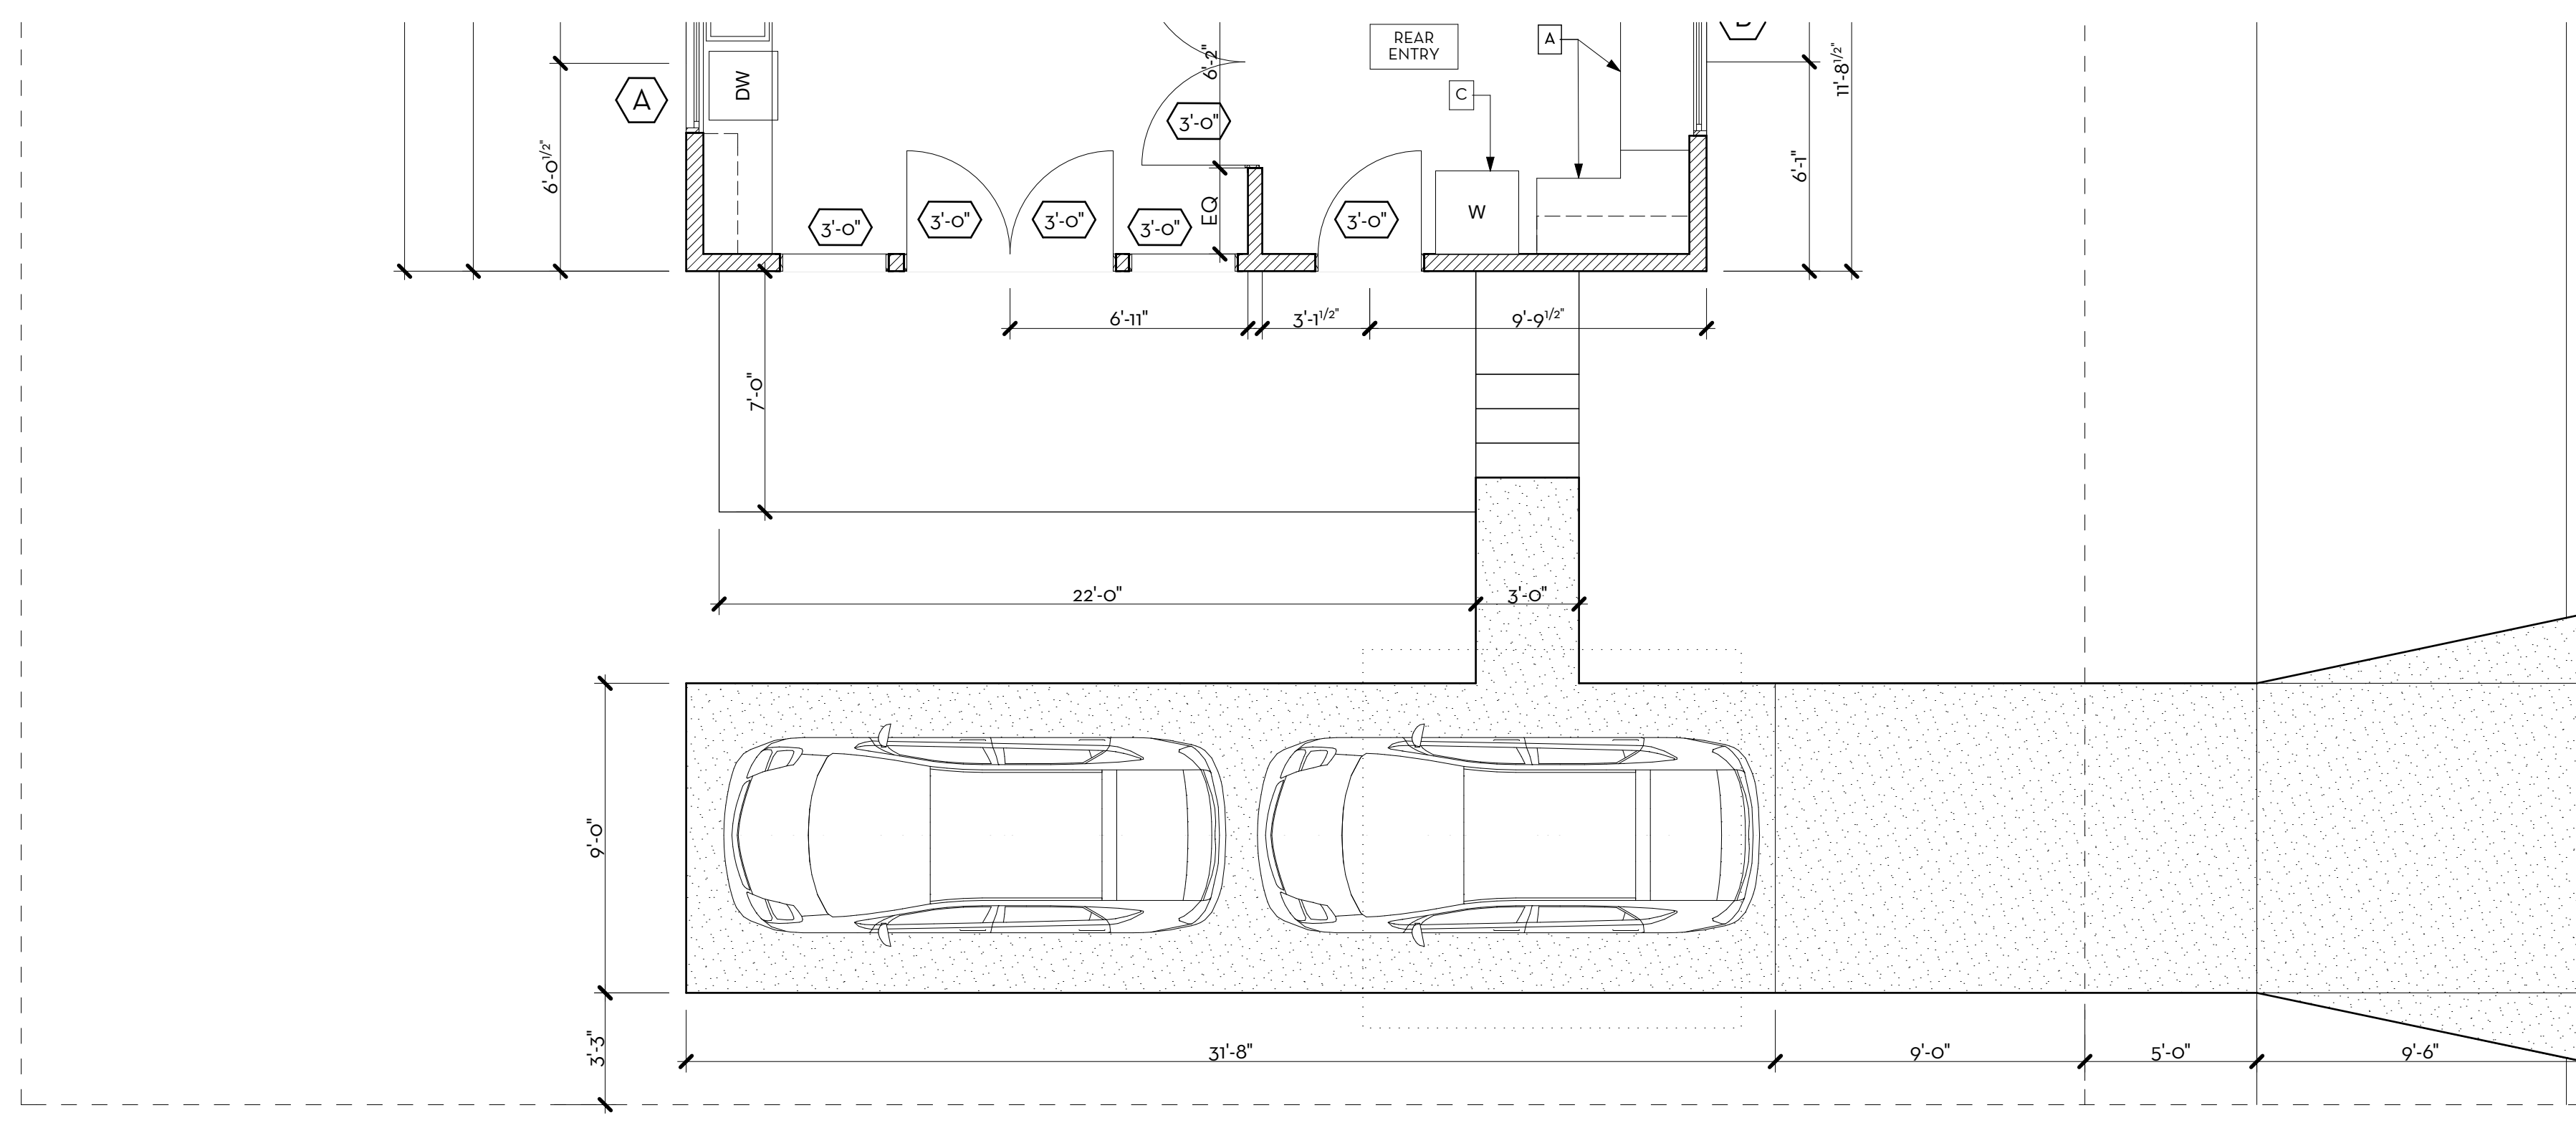 REAR
ENTRY
A
B
6'-2"
11'-8 1/2"
DW
A
C
3'-0"
6'-0 1/2"
6'-1"
EQ
W
3'-0"
3'-0"
3'-0"
3'-0"
3'-0"
6'-11"
3'-1 1/2"
9'-9 1/2"
7'-0"
22'-0"
3'-0"
9'-0"
3'-3"
31'-8"
9'-0"
5'-0"
9'-6"